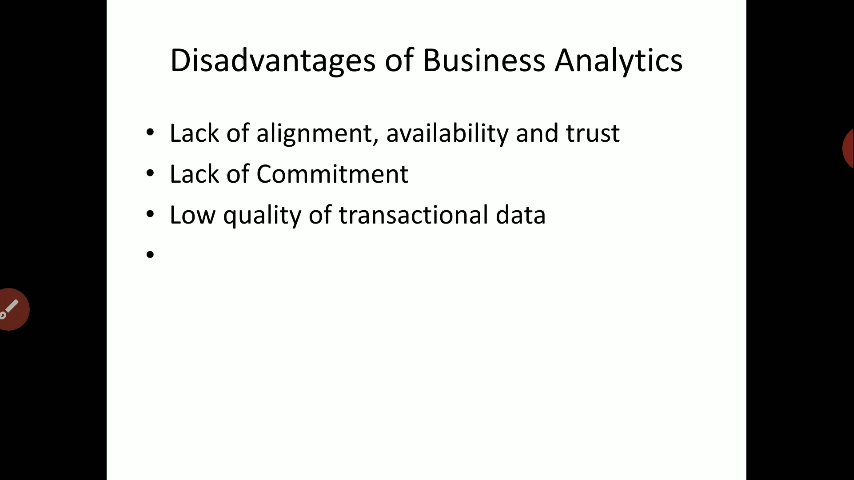 Disadvantages of Business Analytics
• Lack of alignment, availability and trust
• Lack of Commitment
• Low quality of transactional data
•